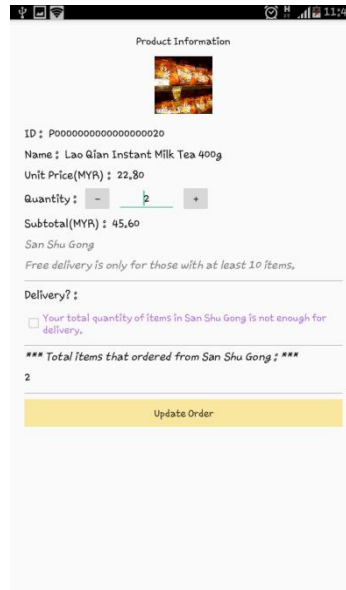 11:4
Product Information
ID : P0000000000000000020
Name : Lao Qian Instant Milk Tea 400g
Unit Price(MYR) : 22.80
Quantity : - 2 +
Subtotal(MYR) : 45.60
San Shu Gong
Free delivery is only for those with at least 10 items.
Delivery? :
Your total quantity of items in San Shu Gong is not enough for
delivery.
*** Total items that ordered from San Shu Gong : ***
2
Update Order